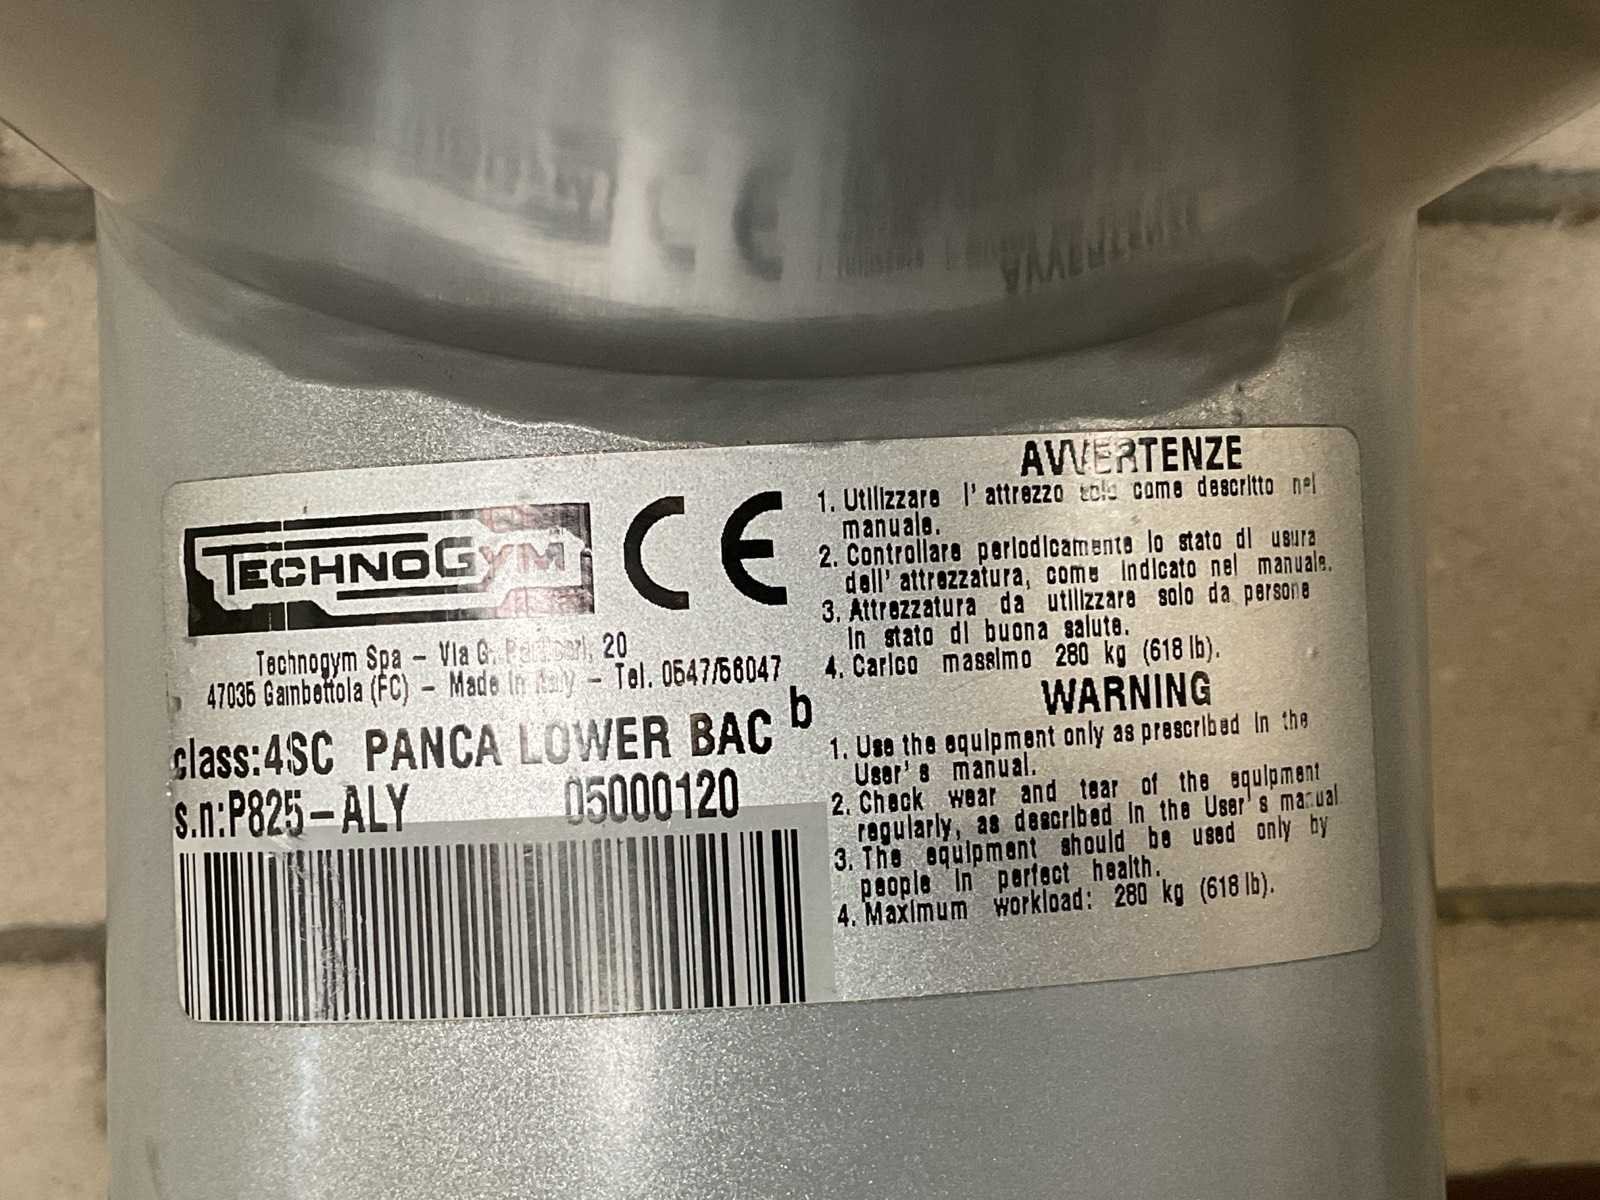 TECHNOGYM
CE
Technogym Spa – Via G. 20
47035 Gambettola (FC) – Made in Italy – Tel. 0547/56047
class:4SC PANCA LOWER BAC b
s.n:P825-ALY 05000120
AVVERTENZE
1. Utilizzare l'attrezzo solo come descritto nel
manuale.
2. Controllare periodicamente lo stato di usura
dell'attrezzatura, come indicato nel manuale.
3. Attrezzatura da utilizzare solo da persone
in stato di buona salute.
4. Carico massimo 280 kg (618 lb).
WARNING
1. Use the equipment only as prescribed in the
User's manual.
2. Check wear and tear of the equipment
regularly, as described in the User's manual
3. The equipment should be used only by
people in perfect health.
4. Maximum workload: 280 kg (618 lb).